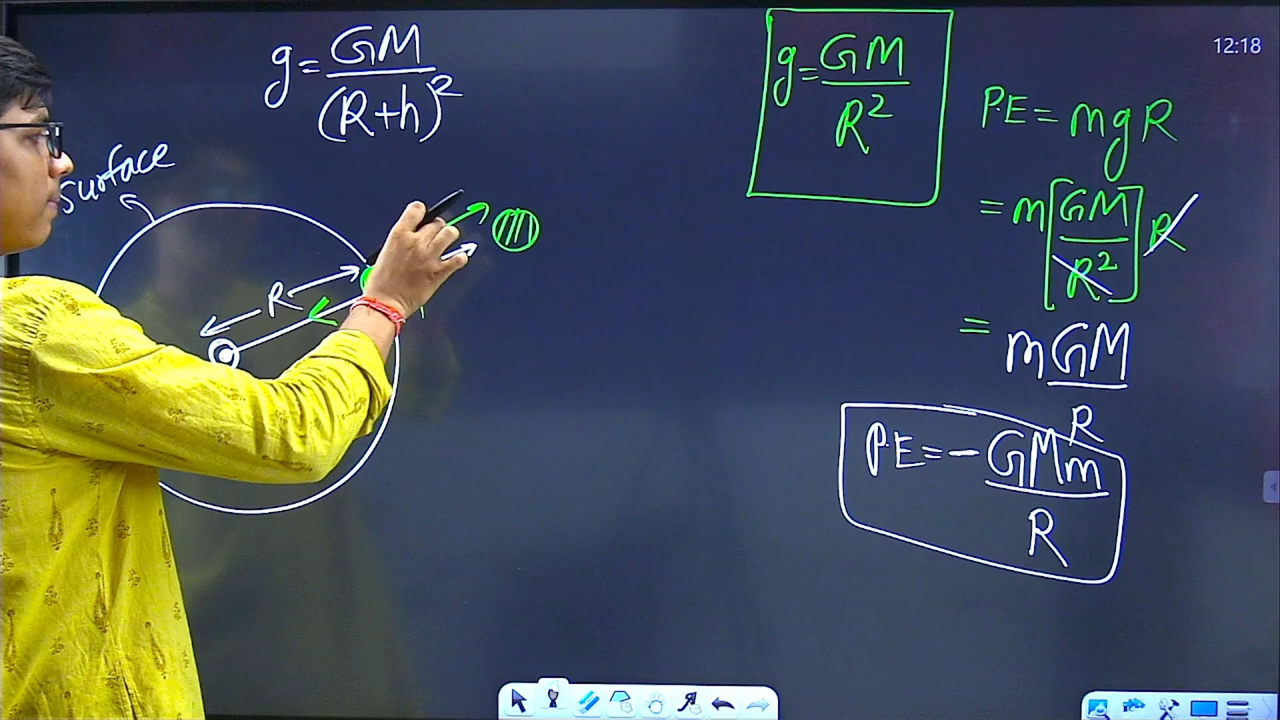 g = GM / (R+h)²
g = GM / R²
12:18
P.E = mgR
= m[GM / R²]R
= mGM / R
P.E = - GMm / R
Surface
R